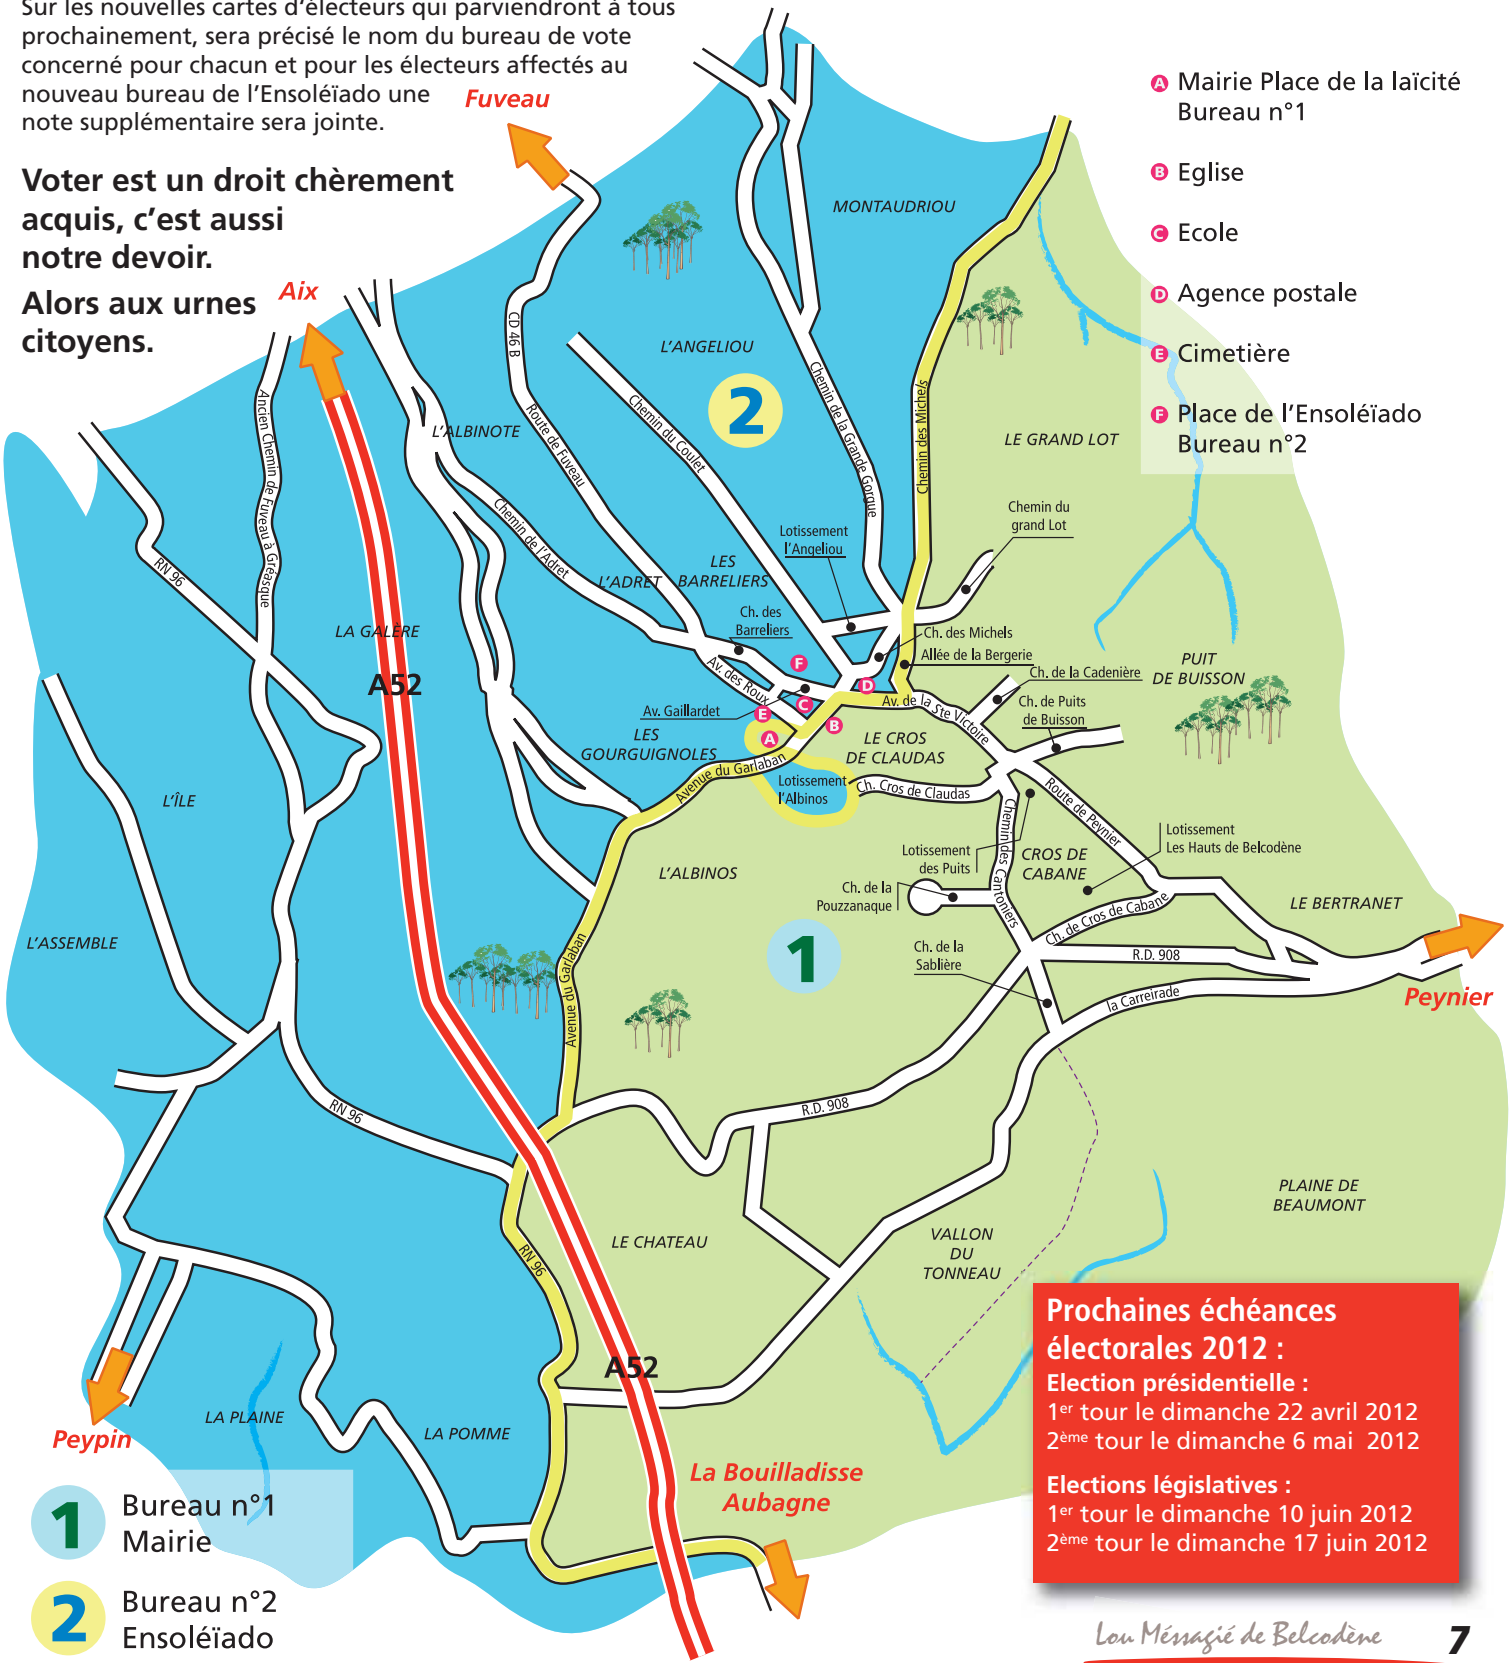 Sur les nouvelles cartes d'électeurs qui parviendront à tous
prochainement, sera précisé le nom du bureau de vote
concerné pour chacun et pour les électeurs affectés au
nouveau bureau de l'Ensoléïado une
note supplémentaire sera jointe.
Voter est un droit chèrement
acquis, c'est aussi
notre devoir.
Alors aux urnes
citoyens.
Fuveau
Aix
A Mairie Place de la laïcité
Bureau n°1
B Eglise
C Ecole
D Agence postale
E Cimetière
F Place de l'Ensoléïado
Bureau n°2
MONTAUDRIOU
L'ANGELIOU
2
CD 46 B
Route de Fuveau
Chemin du Coulet
Chemin de la Grande Gorgue
Chemin des Michels
LE GRAND LOT
L'ALBINOTE
Ancien Chemin de Fuveau à Gréasque
Chemin de l'Adret
RN 96
Chemin du
grand Lot
Lotissement
l'Angeliou
LES
BARRELIERS
L'ADRET
Ch. des
Barreliers
LA GALÈRE
A52
Ch. des Michels
Allée de la Bergerie
Ch. de la Cadenière
PUIT
DE BUISSON
Ch. de Puits
de Buisson
F
D
C
E
B
A
Av. des Roux
Av. Gaillardet
Av. de la Ste Victoire
LES
GOURGUIGNOLES
LE CROS
DE CLAUDAS
Avenue du Garlaban
Lotissement
l'Albinos
Ch. Cros de Claudas
Route de Peynier
L'ÎLE
Chemin des Cantoniers
Lotissement
des Puits
CROS DE
CABANE
Lotissement
Les Hauts de Belcodène
L'ALBINOS
Ch. de la
Pouzzanaque
Ch. de Cros de Cabane
LE BERTRANET
L'ASSEMBLE
1
Avenue du Garlaban
Ch. de la
Sablière
R.D. 908
la Carreirade
Peynier
RN 96
R.D. 908
PLAINE DE
BEAUMONT
LE CHATEAU
VALLON
DU
TONNEAU
RN 96
A52
LA PLAINE
LA POMME
Peypin
La Bouilladisse
Aubagne
1 Bureau n°1
Mairie
2 Bureau n°2
Ensoléïado
Prochaines échéances
électorales 2012 :
Election présidentielle :
1er tour le dimanche 22 avril 2012
2ème tour le dimanche 6 mai 2012
Elections législatives :
1er tour le dimanche 10 juin 2012
2ème tour le dimanche 17 juin 2012
Lou Méssagié de Belcodène 7